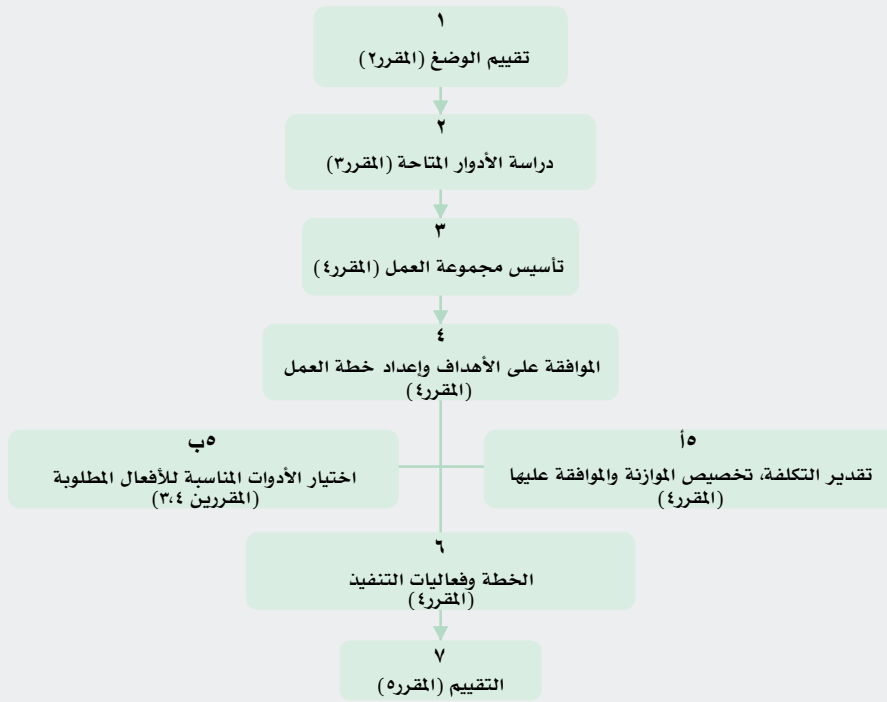 ١
تقييم الوضغ (المقرر٢)
٢
دراسة الأدوار المتاحة (المقرر٣)
٣
تأسيس مجموعة العمل (المقرر٤)
٤
الموافقة على الأهداف وإعداد خطة العمل
(المقرر٤)
٥أ
تقدير التكلفة، تخصيص الموازنة والموافقة عليها
(المقرر٤)
٥ب
اختيار الأدوات المناسبة للأفعال المطلوبة
(المقررين ٣،٤)
٦
الخطة وفعاليات التنفيذ
(المقرر٤)
٧
التقييم (المقرر٥)